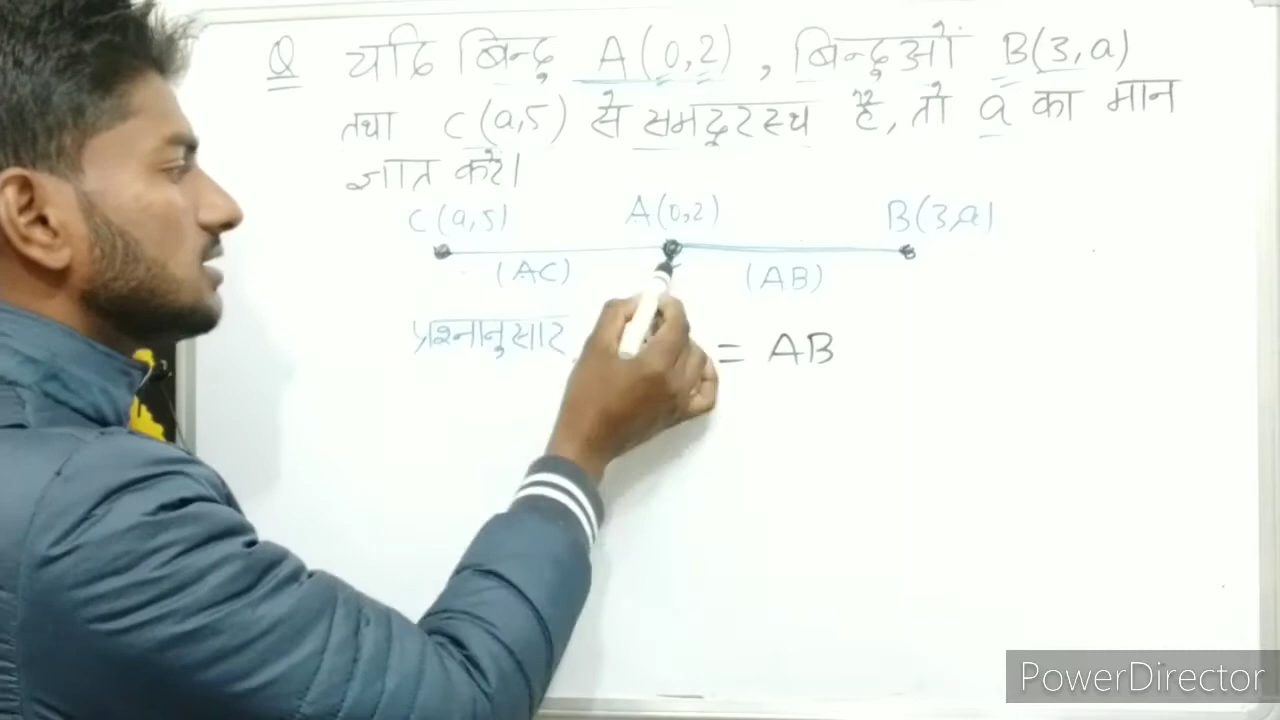 Q यदि बिन्दु A(0,2), बिन्दुओं B(3,a)
तथा C(a,5) से समदूरस्थ है, तो a का मान
ज्ञात करें।
C(a,5) A(0,2) B(3,a)
(AC) (AB)
प्रश्नानुसार = AB
PowerDirector